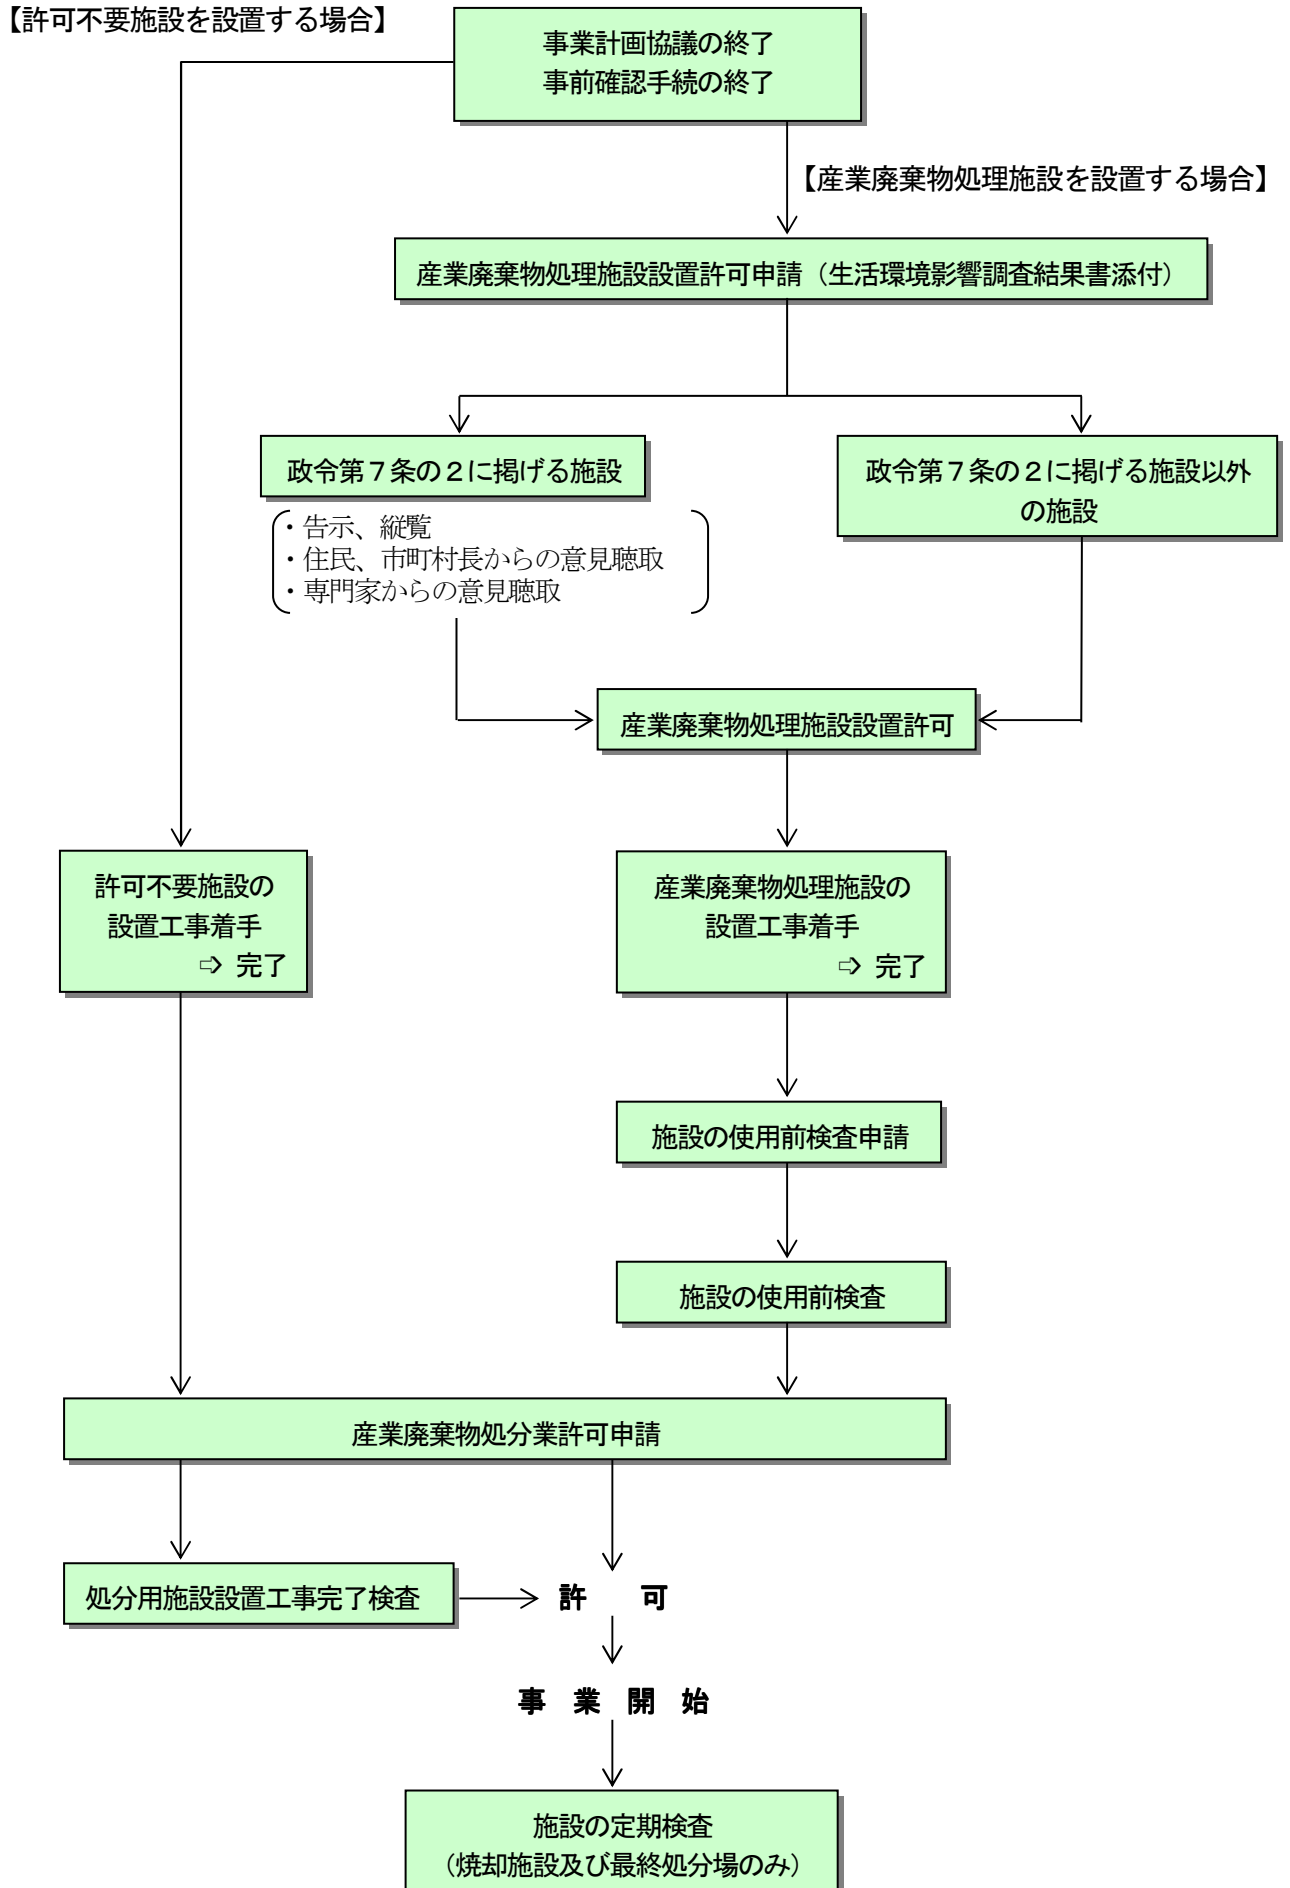 【許可不要施設を設置する場合】
事業計画協議の終了
事前確認手続の終了
【産業廃棄物処理施設を設置する場合】
産業廃棄物処理施設設置許可申請（生活環境影響調査結果書添付）
政令第７条の２に掲げる施設
・告示、縦覧
・住民、市町村長からの意見聴取
・専門家からの意見聴取
政令第７条の２に掲げる施設以外
の施設
産業廃棄物処理施設設置許可
許可不要施設の
設置工事着手
⇨ 完了
産業廃棄物処理施設の
設置工事着手
⇨ 完了
施設の使用前検査申請
施設の使用前検査
産業廃棄物処分業許可申請
処分用施設設置工事完了検査
許　可
事　業　開　始
施設の定期検査
（焼却施設及び最終処分場のみ）